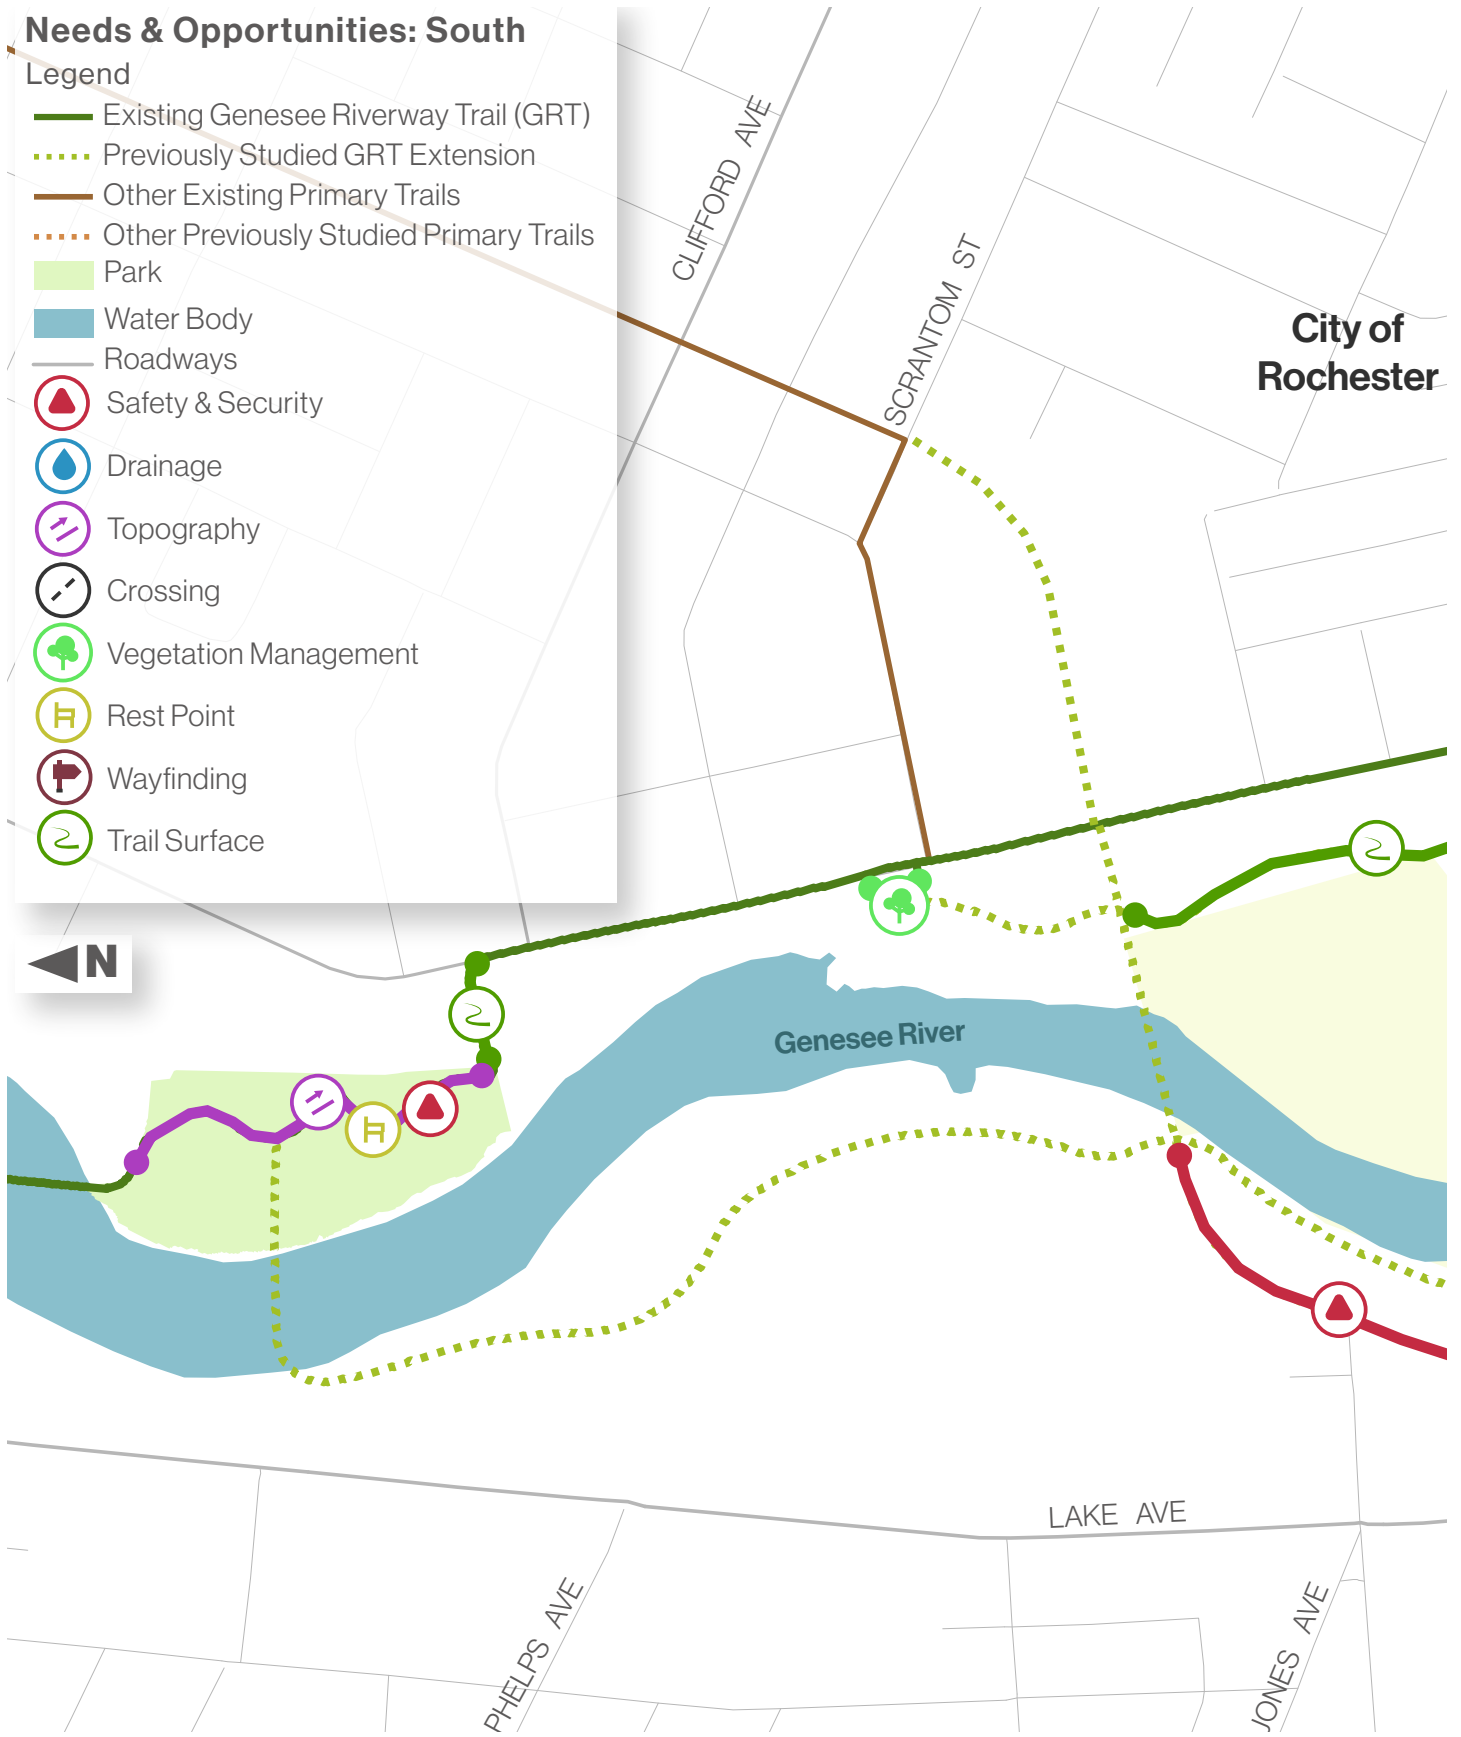 Needs & Opportunities: South
Legend
Existing Genesee Riverway Trail (GRT)
Previously Studied GRT Extension
Other Existing Primary Trails
Other Previously Studied Primary Trails
Park
Water Body
Roadways
Safety & Security
Drainage
Topography
Crossing
Vegetation Management
Rest Point
Wayfinding
Trail Surface
N
CLIFFORD AVE
SCRANTOM ST
City of
Rochester
Genesee River
LAKE AVE
PHELPS AVE
JONES AVE